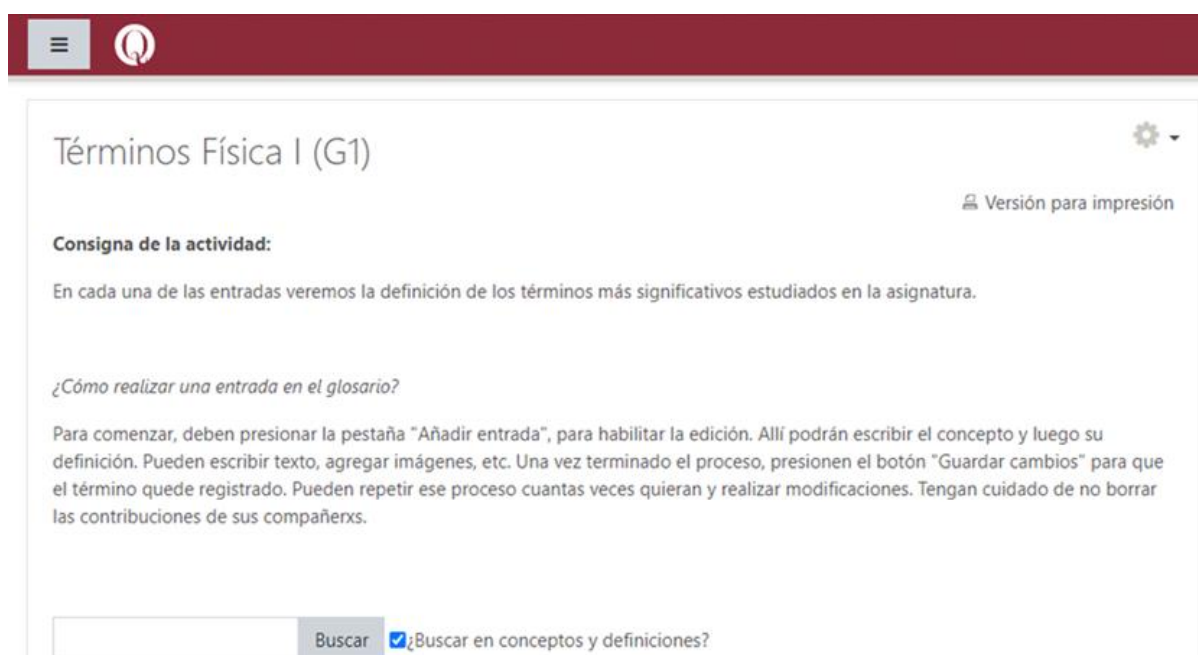 Q
Términos Física I (G1)
Versión para impresión
Consigna de la actividad:
En cada una de las entradas veremos la definición de los términos más significativos estudiados en la asignatura.
¿Cómo realizar una entrada en el glosario?
Para comenzar, deben presionar la pestaña "Añadir entrada", para habilitar la edición. Allí podrán escribir el concepto y luego su
definición. Pueden escribir texto, agregar imágenes, etc. Una vez terminado el proceso, presionen el botón "Guardar cambios" para que
el término quede registrado. Pueden repetir ese proceso cuantas veces quieran y realizar modificaciones. Tengan cuidado de no borrar
las contribuciones de sus compañerxs.
Buscar ¿Buscar en conceptos y definiciones?